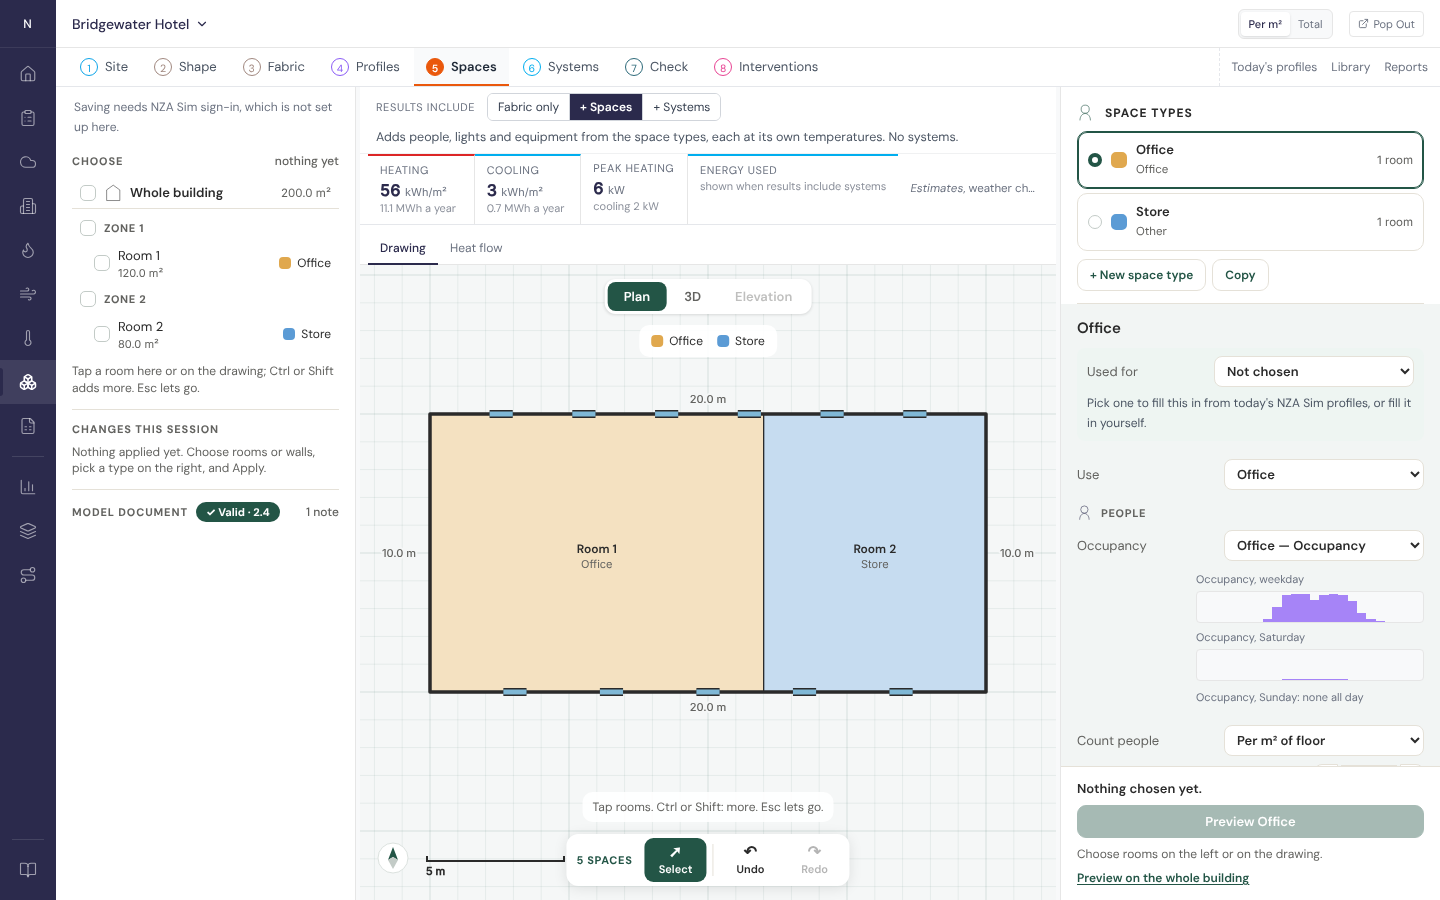 N
Bridgewater Hotel
Per m²
Total
Pop Out
1 Site
2 Shape
3 Fabric
4 Profiles
5 Spaces
6 Systems
7 Check
8 Interventions
Today's profiles
Library
Reports
Saving needs NZA Sim sign-in, which is not set
up here.
CHOOSE
nothing yet
Whole building
200.0 m²
ZONE 1
Room 1
120.0 m²
Office
ZONE 2
Room 2
80.0 m²
Store
Tap a room here or on the drawing; Ctrl or Shift
adds more. Esc lets go.
CHANGES THIS SESSION
Nothing applied yet. Choose rooms or walls,
pick a type on the right, and Apply.
MODEL DOCUMENT
✓ Valid · 2.4
1 note
RESULTS INCLUDE
Fabric only
+ Spaces
+ Systems
Adds people, lights and equipment from the space types, each at its own temperatures. No systems.
HEATING
56 kWh/m²
11.1 MWh a year
COOLING
3 kWh/m²
0.7 MWh a year
PEAK HEATING
6 kW
cooling 2 kW
ENERGY USED
shown when results include systems
Estimates, weather ch...
Drawing
Heat flow
Plan
3D
Elevation
Office
Store
20.0 m
10.0 m
Room 1
Office
Room 2
Store
10.0 m
20.0 m
Tap rooms. Ctrl or Shift: more. Esc lets go.
5 m
5 SPACES
Select
Undo
Redo
SPACE TYPES
Office
Office
1 room
Store
Other
1 room
+ New space type
Copy
Office
Used for
Not chosen
Pick one to fill this in from today's NZA Sim profiles, or fill it
in yourself.
Use
Office
PEOPLE
Occupancy
Office — Occupancy
Occupancy, weekday
Occupancy, Saturday
Occupancy, Sunday: none all day
Count people
Per m² of floor
Nothing chosen yet.
Preview Office
Choose rooms on the left or on the drawing.
Preview on the whole building